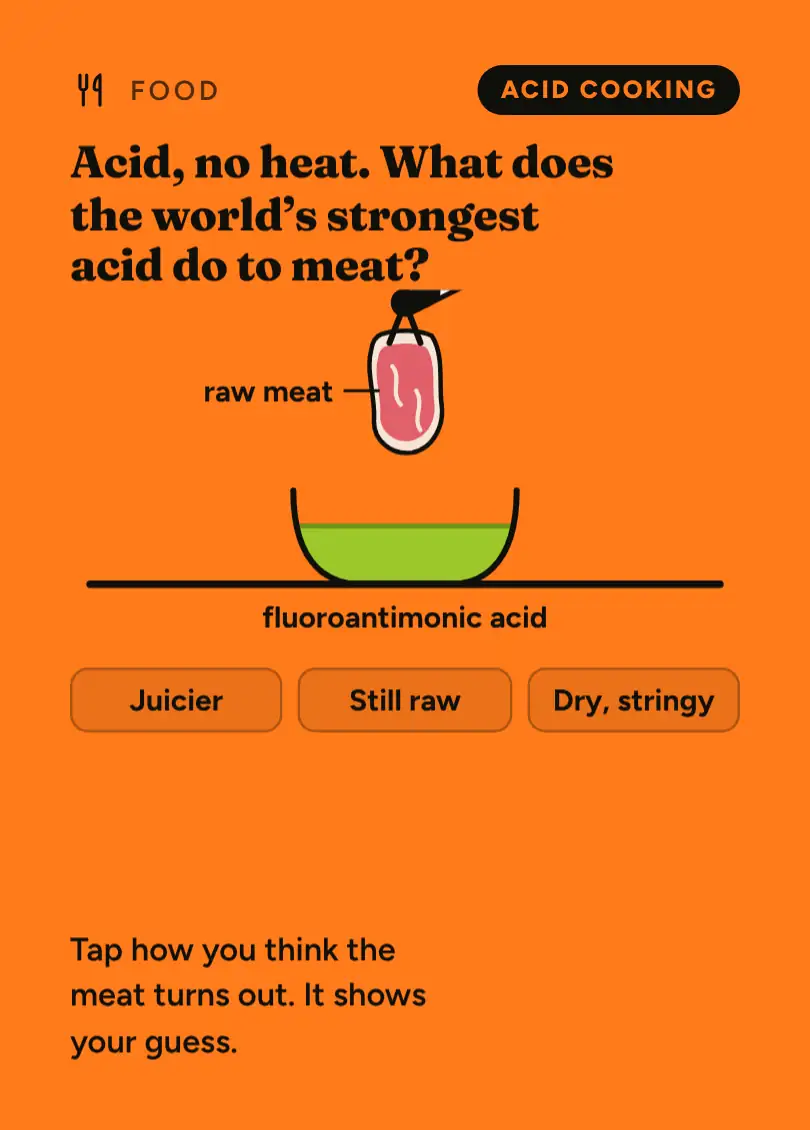 FOOD
ACID COOKING
Acid, no heat. What does
the world’s strongest
acid do to meat?
raw meat
fluoroantimonic acid
Juicier
Still raw
Dry, stringy
Tap how you think the
meat turns out. It shows
your guess.